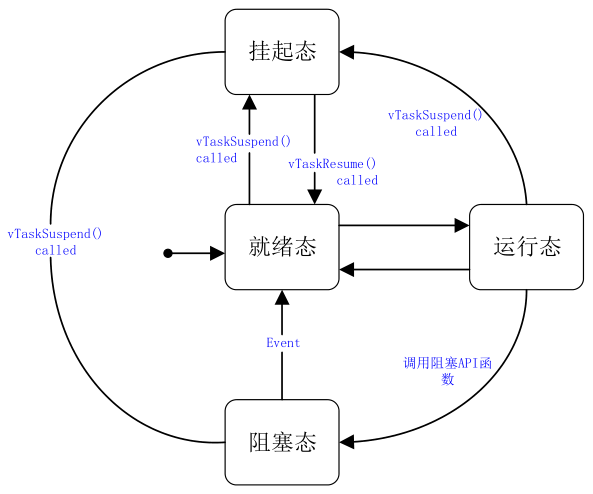 挂起态
vTaskSuspend()
called
vTaskSuspend()
called
vTaskResume()
called
vTaskSuspend()
called
就绪态
运行态
Event
调用阻塞API函
数
阻塞态